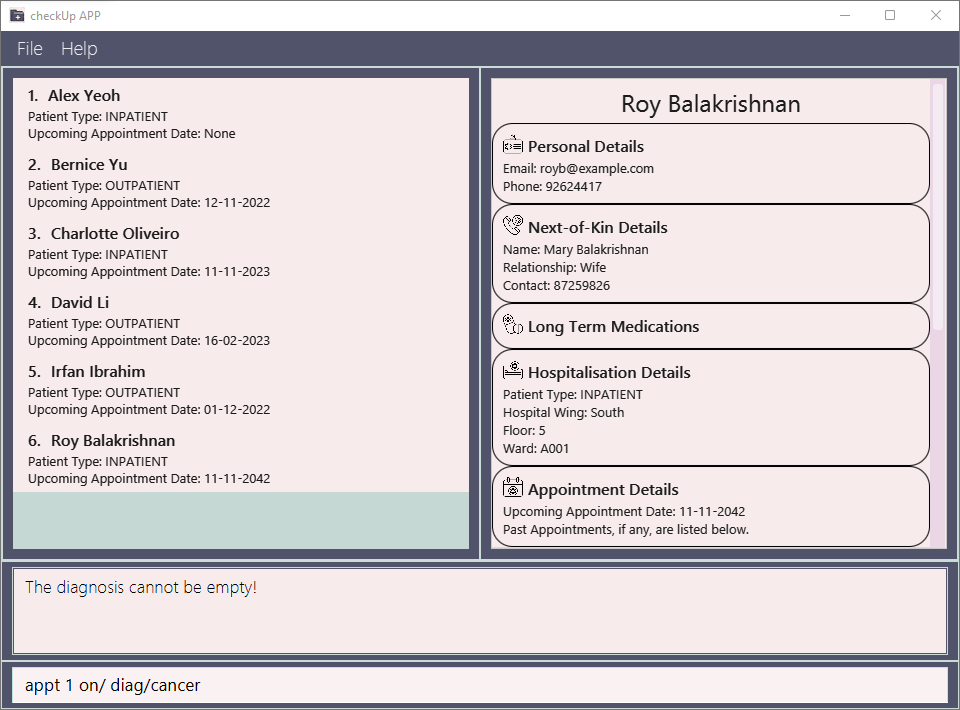 checkUp APP
File Help
1. Alex Yeoh
Patient Type: INPATIENT
Upcoming Appointment Date: None
2. Bernice Yu
Patient Type: OUTPATIENT
Upcoming Appointment Date: 12-11-2022
3. Charlotte Oliveiro
Patient Type: INPATIENT
Upcoming Appointment Date: 11-11-2023
4. David Li
Patient Type: OUTPATIENT
Upcoming Appointment Date: 16-02-2023
5. Irfan Ibrahim
Patient Type: OUTPATIENT
Upcoming Appointment Date: 01-12-2022
6. Roy Balakrishnan
Patient Type: INPATIENT
Upcoming Appointment Date: 11-11-2042
Roy Balakrishnan
Personal Details
Email: royb@example.com
Phone: 92624417
Next-of-Kin Details
Name: Mary Balakrishnan
Relationship: Wife
Contact: 87259826
Long Term Medications
Hospitalisation Details
Patient Type: INPATIENT
Hospital Wing: South
Floor: 5
Ward: A001
Appointment Details
Upcoming Appointment Date: 11-11-2042
Past Appointments, if any, are listed below.
The diagnosis cannot be empty!
appt 1 on/ diag/cancer